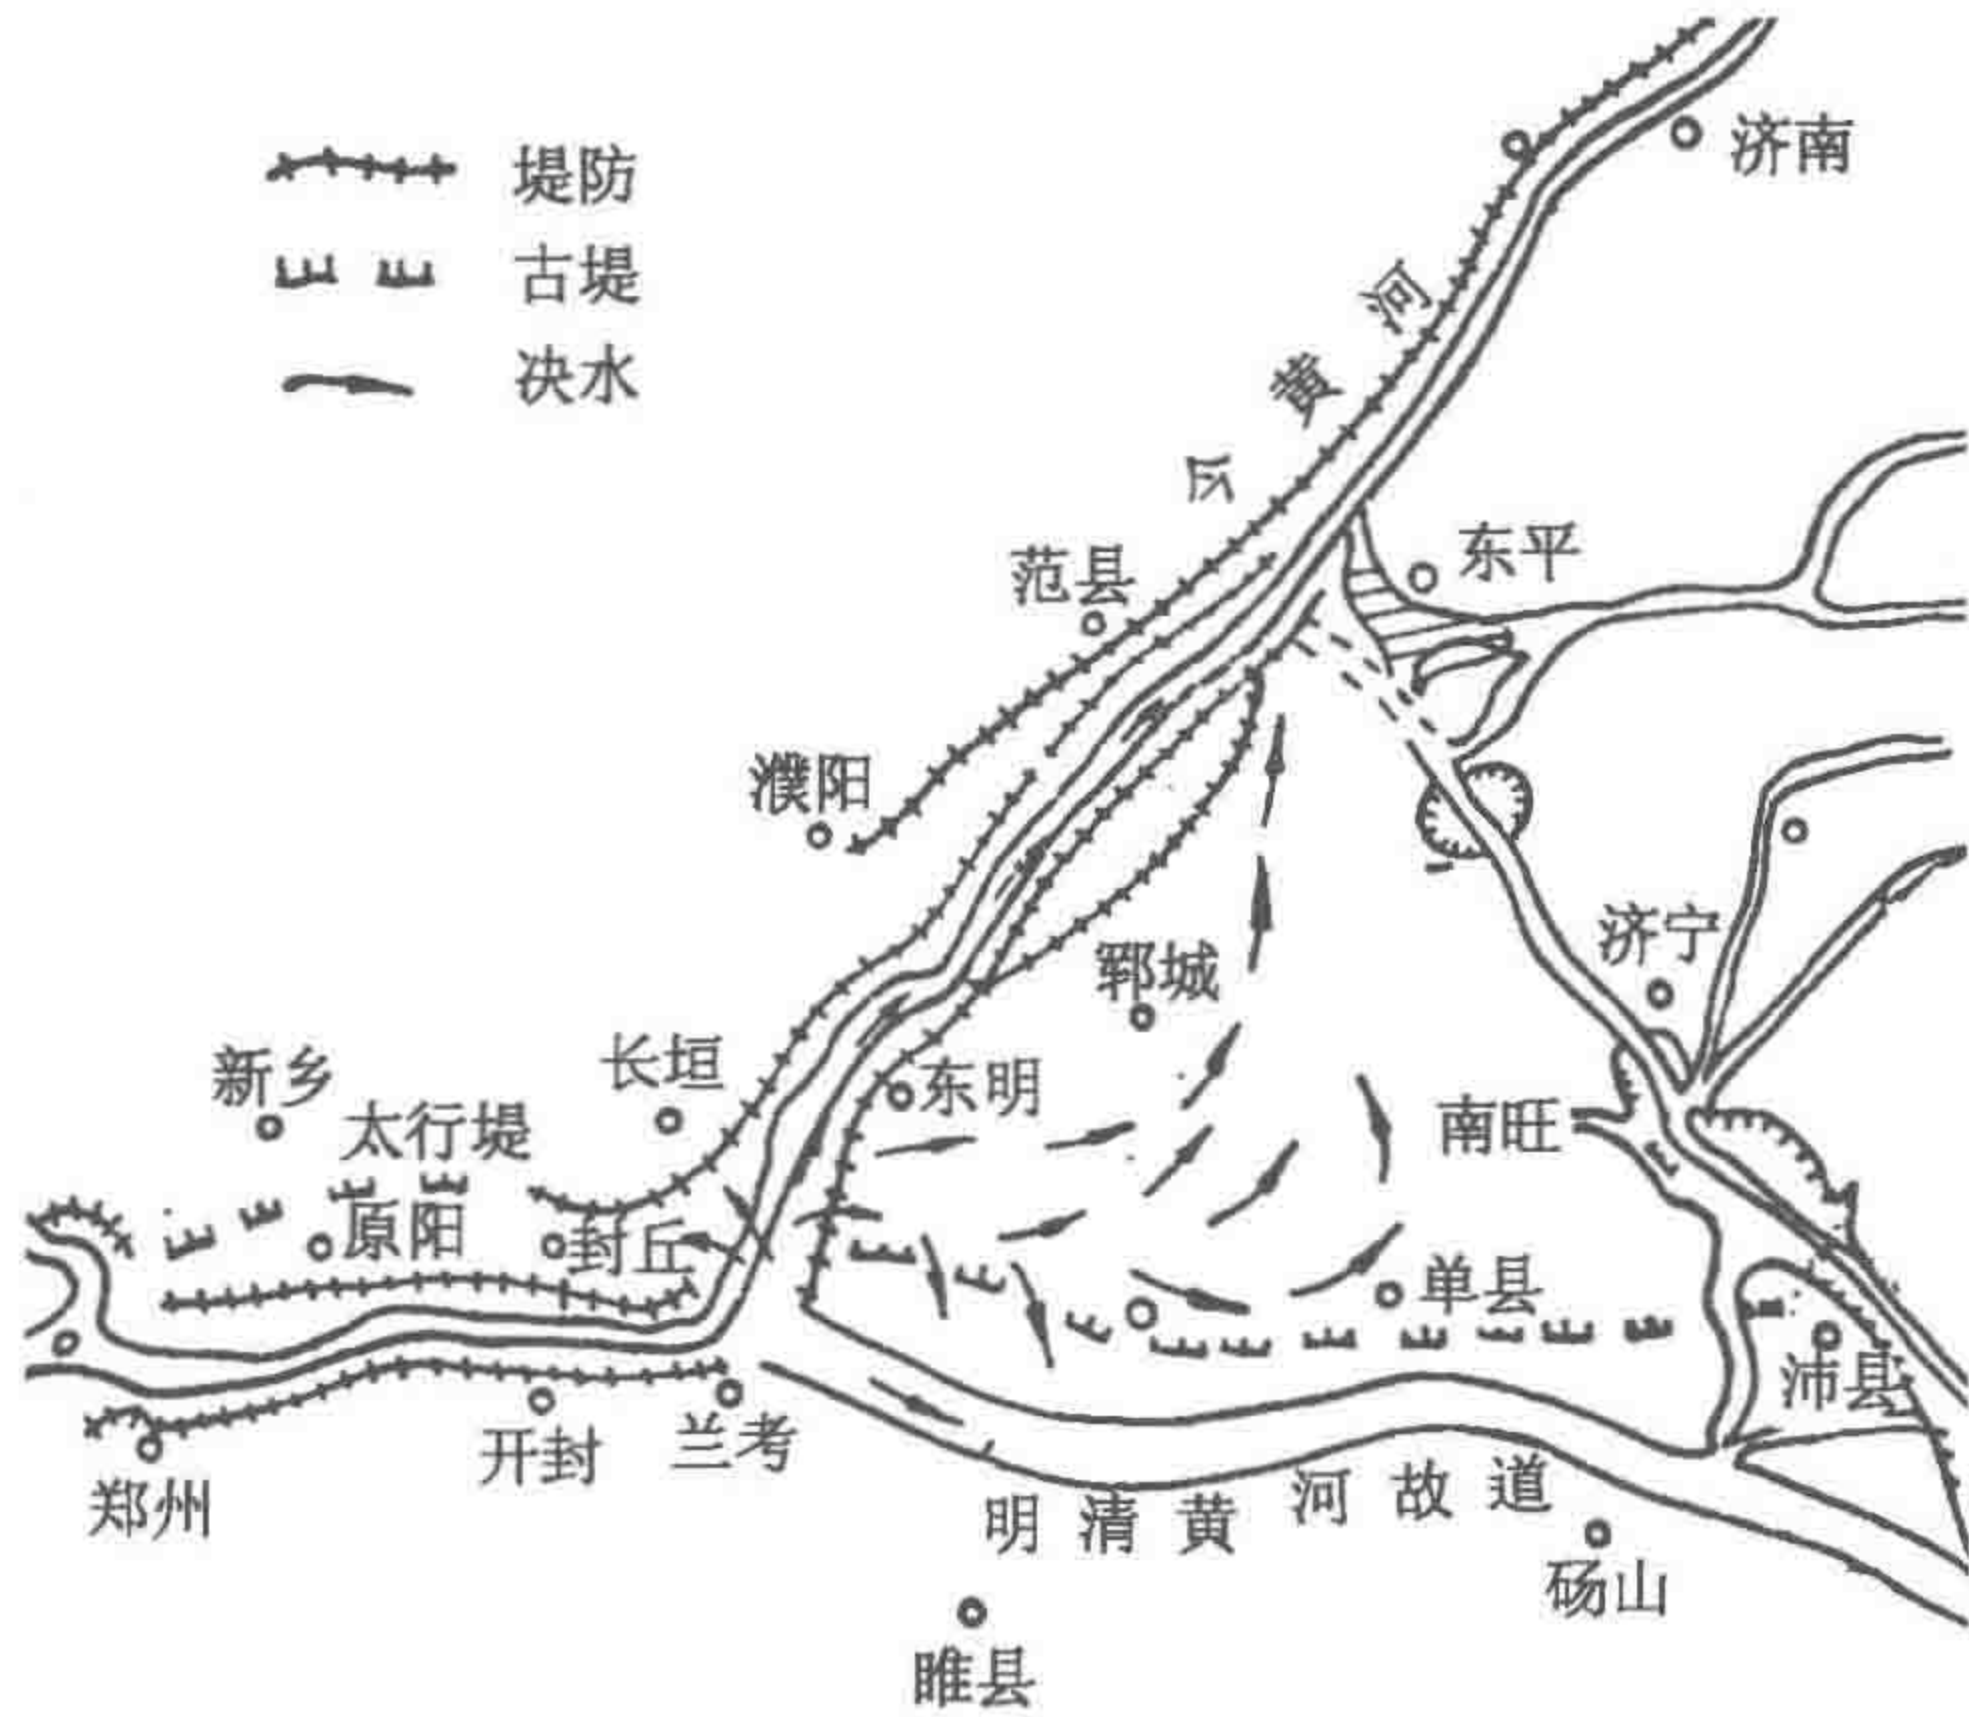 堤防
古堤
决水
济南
今黄河
东平
范县
濮阳
济宁
郓城
新乡
长垣
东明
太行堤
南旺
原阳
封丘
单县
沛县
开封
兰考
郑州
明清黄河故道
砀山
睢县